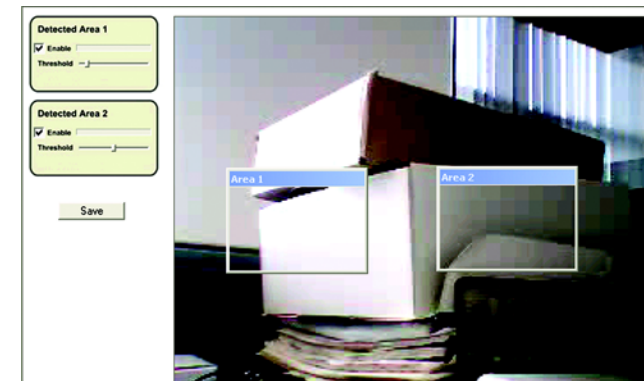 Detected Area 1
Enable
Threshold
Detected Area 2
Enable
Threshold
Save
Area 1
Area 2